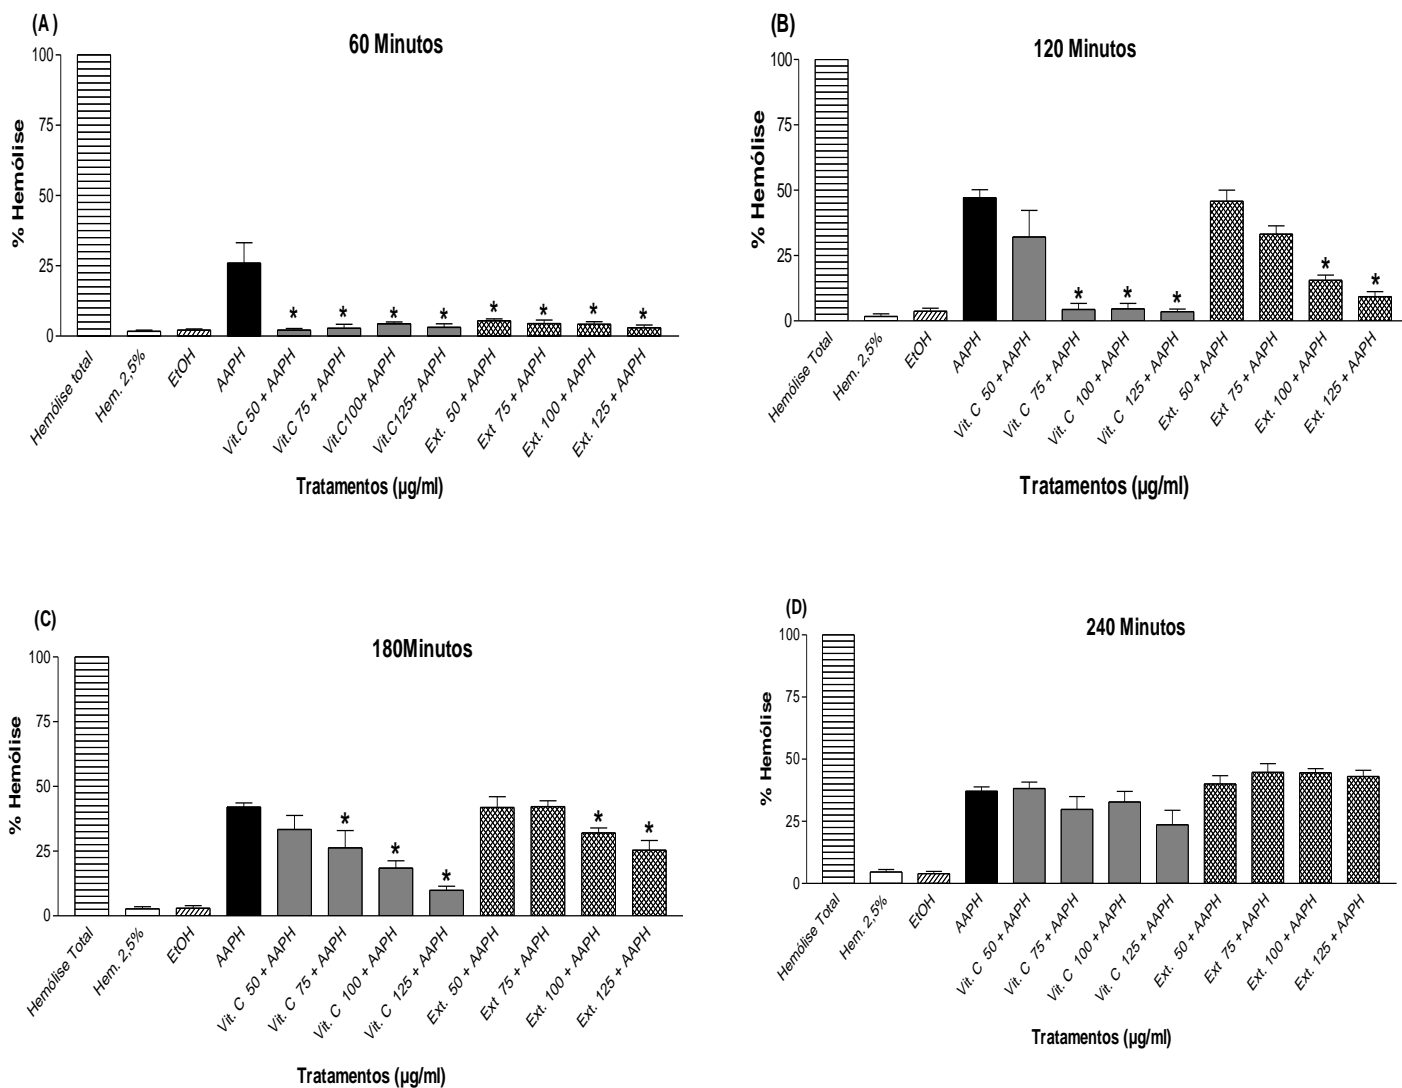 (A)
60 Minutos
100
75
50
25
0
% Hemólise
Hemólise total
Hem. 2,5%
EtOH
AAPH
Vit.C 50 + AAPH
Vit.C 75 + AAPH
Vit.C100+ AAPH
Vit.C125+ AAPH
Ext. 50 + AAPH
Ext 75 + AAPH
Ext. 100 + AAPH
Ext. 125 + AAPH
* * * * * * * *
Tratamentos (µg/ml)
(B)
120 Minutos
100
75
50
25
0
% Hemólise
Hemólise Total
Hem. 2,5%
EtOH
AAPH
Vit. C 50 + AAPH
Vit. C 75 + AAPH
Vit. C 100 + AAPH
Vit. C 125 + AAPH
Ext. 50 + AAPH
Ext 75 + AAPH
Ext. 100 + AAPH
Ext. 125 + AAPH
* * * * *
Tratamentos (µg/ml)
(C)
180Minutos
100
75
50
25
0
% Hemólise
Hemólise Total
Hem. 2,5%
EtOH
AAPH
Vit. C 50 + AAPH
Vit. C 75 + AAPH
Vit. C 100 + AAPH
Vit. C 125 + AAPH
Ext. 50 + AAPH
Ext 75 + AAPH
Ext. 100 + AAPH
Ext. 125 + AAPH
* * * * *
Tratamentos (µg/ml)
(D)
240 Minutos
100
75
50
25
0
% Hemólise
Hemólise Total
Hem. 2,5%
EtOH
AAPH
Vit. C 50 + AAPH
Vit. C 75 + AAPH
Vit. C 100 + AAPH
Vit. C 125 + AAPH
Ext. 50 + AAPH
Ext 75 + AAPH
Ext. 100 + AAPH
Ext. 125 + AAPH
Tratamentos (µg/ml)